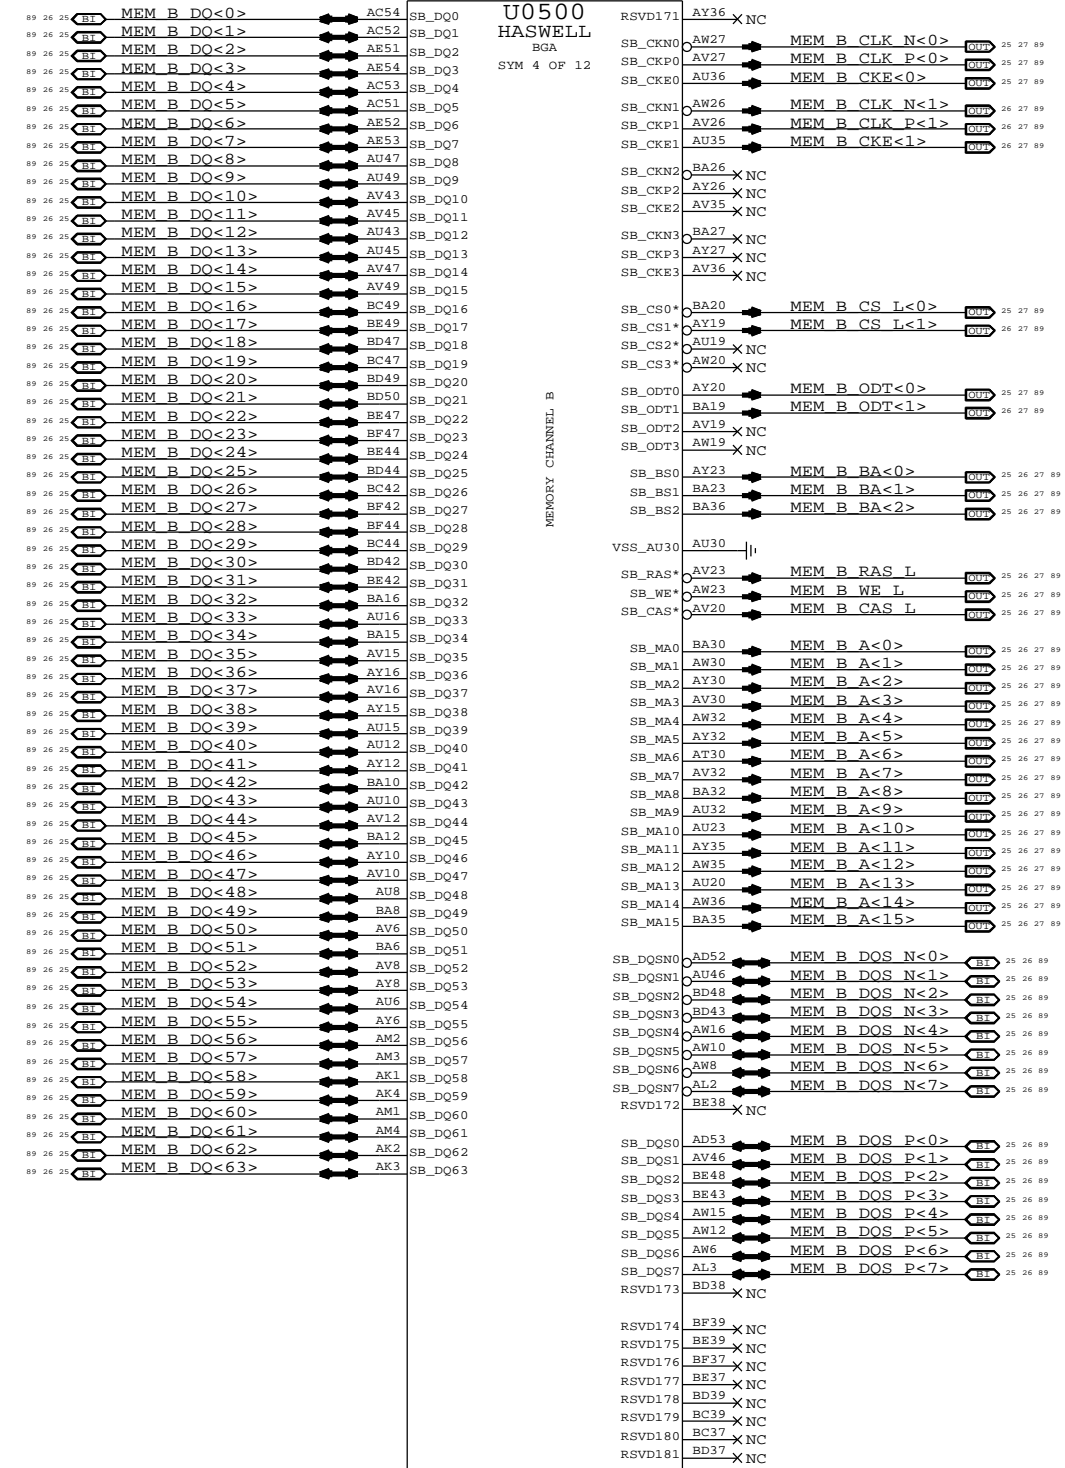 U0500
HASWELL
BGA
SYM 4 OF 12
MEMORY CHANNEL B
89 26 25 BI MEM_B_DQ<0> AC54 SB_DQ0
89 26 25 BI MEM_B_DQ<1> AC52 SB_DQ1
89 26 25 BI MEM_B_DQ<2> AE51 SB_DQ2
89 26 25 BI MEM_B_DQ<3> AE54 SB_DQ3
89 26 25 BI MEM_B_DQ<4> AC53 SB_DQ4
89 26 25 BI MEM_B_DQ<5> AC51 SB_DQ5
89 26 25 BI MEM_B_DQ<6> AE52 SB_DQ6
89 26 25 BI MEM_B_DQ<7> AE53 SB_DQ7
89 26 25 BI MEM_B_DQ<8> AU47 SB_DQ8
89 26 25 BI MEM_B_DQ<9> AU49 SB_DQ9
89 26 25 BI MEM_B_DQ<10> AV43 SB_DQ10
89 26 25 BI MEM_B_DQ<11> AV45 SB_DQ11
89 26 25 BI MEM_B_DQ<12> AU43 SB_DQ12
89 26 25 BI MEM_B_DQ<13> AU45 SB_DQ13
89 26 25 BI MEM_B_DQ<14> AV47 SB_DQ14
89 26 25 BI MEM_B_DQ<15> AV49 SB_DQ15
89 26 25 BI MEM_B_DQ<16> BC49 SB_DQ16
89 26 25 BI MEM_B_DQ<17> BE49 SB_DQ17
89 26 25 BI MEM_B_DQ<18> BD47 SB_DQ18
89 26 25 BI MEM_B_DQ<19> BC47 SB_DQ19
89 26 25 BI MEM_B_DQ<20> BD49 SB_DQ20
89 26 25 BI MEM_B_DQ<21> BD50 SB_DQ21
89 26 25 BI MEM_B_DQ<22> BE47 SB_DQ22
89 26 25 BI MEM_B_DQ<23> BF47 SB_DQ23
89 26 25 BI MEM_B_DQ<24> BE44 SB_DQ24
89 26 25 BI MEM_B_DQ<25> BD44 SB_DQ25
89 26 25 BI MEM_B_DQ<26> BC42 SB_DQ26
89 26 25 BI MEM_B_DQ<27> BF42 SB_DQ27
89 26 25 BI MEM_B_DQ<28> BF44 SB_DQ28
89 26 25 BI MEM_B_DQ<29> BC44 SB_DQ29
89 26 25 BI MEM_B_DQ<30> BD42 SB_DQ30
89 26 25 BI MEM_B_DQ<31> BE42 SB_DQ31
89 26 25 BI MEM_B_DQ<32> BA16 SB_DQ32
89 26 25 BI MEM_B_DQ<33> AU16 SB_DQ33
89 26 25 BI MEM_B_DQ<34> BA15 SB_DQ34
89 26 25 BI MEM_B_DQ<35> AV15 SB_DQ35
89 26 25 BI MEM_B_DQ<36> AY16 SB_DQ36
89 26 25 BI MEM_B_DQ<37> AV16 SB_DQ37
89 26 25 BI MEM_B_DQ<38> AY15 SB_DQ38
89 26 25 BI MEM_B_DQ<39> AU15 SB_DQ39
89 26 25 BI MEM_B_DQ<40> AU12 SB_DQ40
89 26 25 BI MEM_B_DQ<41> AY12 SB_DQ41
89 26 25 BI MEM_B_DQ<42> BA10 SB_DQ42
89 26 25 BI MEM_B_DQ<43> AU10 SB_DQ43
89 26 25 BI MEM_B_DQ<44> AV12 SB_DQ44
89 26 25 BI MEM_B_DQ<45> BA12 SB_DQ45
89 26 25 BI MEM_B_DQ<46> AY10 SB_DQ46
89 26 25 BI MEM_B_DQ<47> AV10 SB_DQ47
89 26 25 BI MEM_B_DQ<48> AU8 SB_DQ48
89 26 25 BI MEM_B_DQ<49> BA8 SB_DQ49
89 26 25 BI MEM_B_DQ<50> AV6 SB_DQ50
89 26 25 BI MEM_B_DQ<51> BA6 SB_DQ51
89 26 25 BI MEM_B_DQ<52> AV8 SB_DQ52
89 26 25 BI MEM_B_DQ<53> AY8 SB_DQ53
89 26 25 BI MEM_B_DQ<54> AU6 SB_DQ54
89 26 25 BI MEM_B_DQ<55> AY6 SB_DQ55
89 26 25 BI MEM_B_DQ<56> AM2 SB_DQ56
89 26 25 BI MEM_B_DQ<57> AM3 SB_DQ57
89 26 25 BI MEM_B_DQ<58> AK1 SB_DQ58
89 26 25 BI MEM_B_DQ<59> AK4 SB_DQ59
89 26 25 BI MEM_B_DQ<60> AM1 SB_DQ60
89 26 25 BI MEM_B_DQ<61> AM4 SB_DQ61
89 26 25 BI MEM_B_DQ<62> AK2 SB_DQ62
89 26 25 BI MEM_B_DQ<63> AK3 SB_DQ63
RSVD171 AY36 NC
SB_CKN0 AW27 MEM_B_CLK_N<0> OUT 25 27 89
SB_CKP0 AV27 MEM_B_CLK_P<0> OUT 25 27 89
SB_CKE0 AU36 MEM_B_CKE<0> OUT 25 27 89
SB_CKN1 AW26 MEM_B_CLK_N<1> OUT 26 27 89
SB_CKP1 AV26 MEM_B_CLK_P<1> OUT 26 27 89
SB_CKE1 AU35 MEM_B_CKE<1> OUT 26 27 89
SB_CKN2 BA26 NC
SB_CKP2 AY26 NC
SB_CKE2 AV35 NC
SB_CKN3 BA27 NC
SB_CKP3 AY27 NC
SB_CKE3 AV36 NC
SB_CS0* BA20 MEM_B_CS_L<0> OUT 25 27 89
SB_CS1* AY19 MEM_B_CS_L<1> OUT 26 27 89
SB_CS2* AU19 NC
SB_CS3* AW20 NC
SB_ODT0 AY20 MEM_B_ODT<0> OUT 25 27 89
SB_ODT1 BA19 MEM_B_ODT<1> OUT 26 27 89
SB_ODT2 AV19 NC
SB_ODT3 AW19 NC
SB_BS0 AY23 MEM_B_BA<0> OUT 25 26 27 89
SB_BS1 BA23 MEM_B_BA<1> OUT 25 26 27 89
SB_BS2 BA36 MEM_B_BA<2> OUT 25 26 27 89
VSS_AU30 AU30
SB_RAS* AV23 MEM_B_RAS_L OUT 25 26 27 89
SB_WE* AW23 MEM_B_WE_L OUT 25 26 27 89
SB_CAS* AV20 MEM_B_CAS_L OUT 25 26 27 89
SB_MA0 BA30 MEM_B_A<0> OUT 25 26 27 89
SB_MA1 AW30 MEM_B_A<1> OUT 25 26 27 89
SB_MA2 AY30 MEM_B_A<2> OUT 25 26 27 89
SB_MA3 AV30 MEM_B_A<3> OUT 25 26 27 89
SB_MA4 AW32 MEM_B_A<4> OUT 25 26 27 89
SB_MA5 AY32 MEM_B_A<5> OUT 25 26 27 89
SB_MA6 AT30 MEM_B_A<6> OUT 25 26 27 89
SB_MA7 AV32 MEM_B_A<7> OUT 25 26 27 89
SB_MA8 BA32 MEM_B_A<8> OUT 25 26 27 89
SB_MA9 AU32 MEM_B_A<9> OUT 25 26 27 89
SB_MA10 AU23 MEM_B_A<10> OUT 25 26 27 89
SB_MA11 AY35 MEM_B_A<11> OUT 25 26 27 89
SB_MA12 AW35 MEM_B_A<12> OUT 25 26 27 89
SB_MA13 AU20 MEM_B_A<13> OUT 25 26 27 89
SB_MA14 AW36 MEM_B_A<14> OUT 25 26 27 89
SB_MA15 BA35 MEM_B_A<15> OUT 25 26 27 89
SB_DQSN0 AD52 MEM_B_DQS_N<0> BI 25 26 89
SB_DQSN1 AU46 MEM_B_DQS_N<1> BI 25 26 89
SB_DQSN2 BD48 MEM_B_DQS_N<2> BI 25 26 89
SB_DQSN3 BD43 MEM_B_DQS_N<3> BI 25 26 89
SB_DQSN4 AW16 MEM_B_DQS_N<4> BI 25 26 89
SB_DQSN5 AW10 MEM_B_DQS_N<5> BI 25 26 89
SB_DQSN6 AW8 MEM_B_DQS_N<6> BI 25 26 89
SB_DQSN7 AL2 MEM_B_DQS_N<7> BI 25 26 89
RSVD172 BE38 NC
SB_DQS0 AD53 MEM_B_DQS_P<0> BI 25 26 89
SB_DQS1 AV46 MEM_B_DQS_P<1> BI 25 26 89
SB_DQS2 BE48 MEM_B_DQS_P<2> BI 25 26 89
SB_DQS3 BE43 MEM_B_DQS_P<3> BI 25 26 89
SB_DQS4 AW15 MEM_B_DQS_P<4> BI 25 26 89
SB_DQS5 AW12 MEM_B_DQS_P<5> BI 25 26 89
SB_DQS6 AW6 MEM_B_DQS_P<6> BI 25 26 89
SB_DQS7 AL3 MEM_B_DQS_P<7> BI 25 26 89
RSVD173 BD38 NC
RSVD174 BF39 NC
RSVD175 BE39 NC
RSVD176 BF37 NC
RSVD177 BE37 NC
RSVD178 BD39 NC
RSVD179 BC39 NC
RSVD180 BC37 NC
RSVD181 BD37 NC